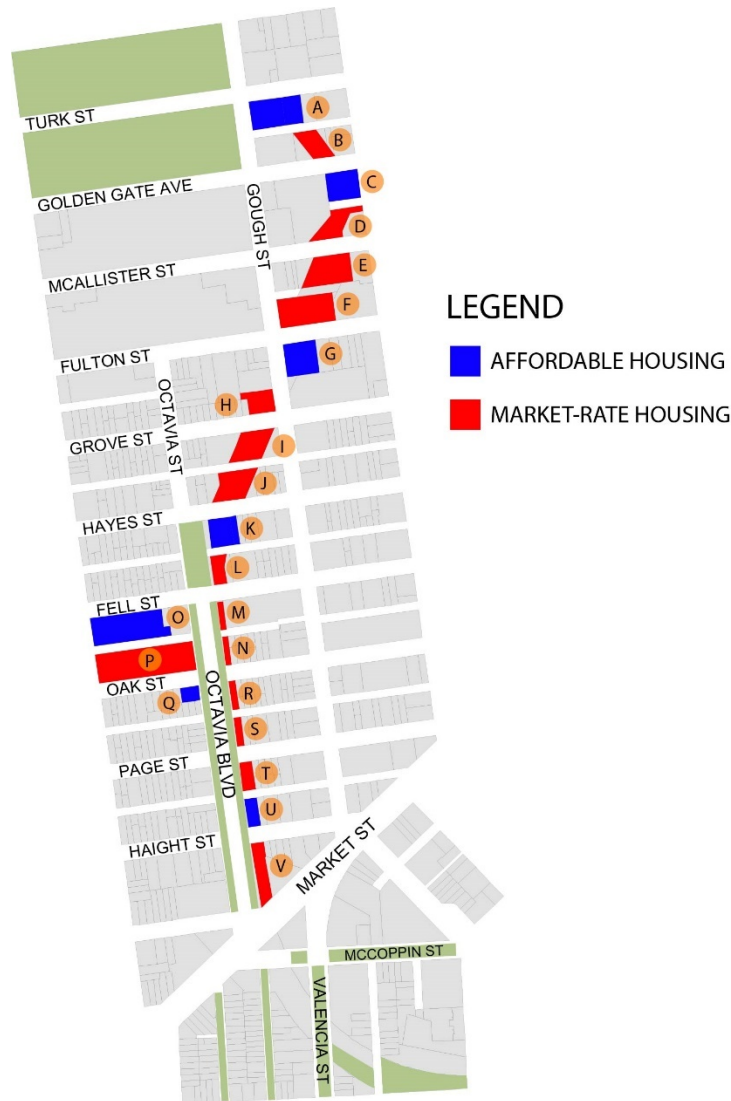 TURK ST
A
B
GOLDEN GATE AVE
C
GOUGH ST
D
MCALLISTER ST
E
F
LEGEND
AFFORDABLE HOUSING
MARKET-RATE HOUSING
FULTON ST
G
OCTAVIA ST
H
GROVE ST
I
J
HAYES ST
K
L
FELL ST
O
M
P
N
OAK ST
OCTAVIA BLVD
Q
R
S
PAGE ST
T
U
HAIGHT ST
MARKET ST
V
MCCOPPIN ST
VALENCIA ST